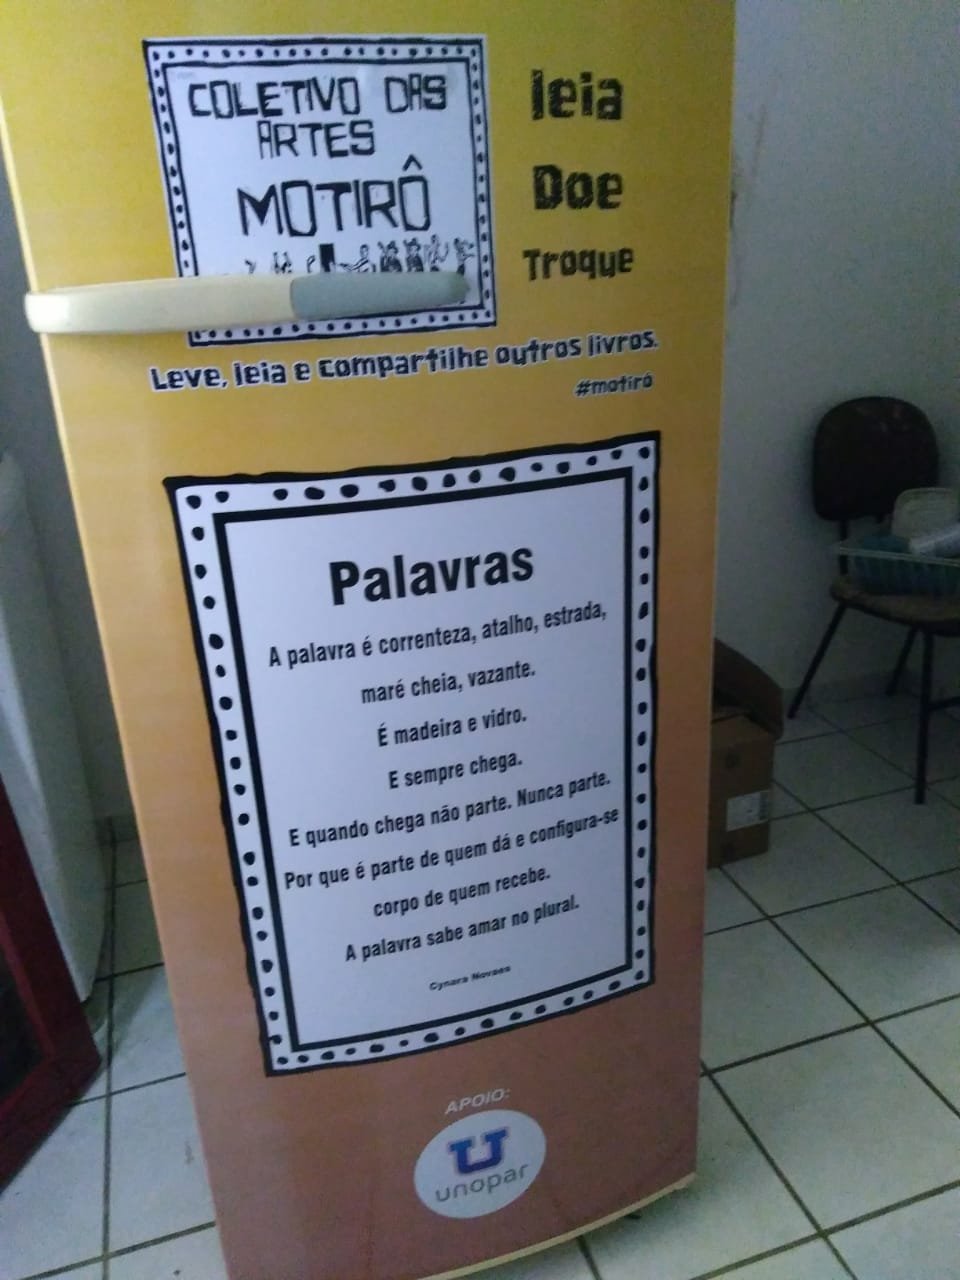 COLETIVO DAS
ARTES
MOTIRÔ
leia
Doe
Troque
Leve, leia e compartilhe outros livros.
#motirô
Palavras
A palavra é correnteza, atalho, estrada,
maré cheia, vazante.
É madeira e vidro.
E sempre chega.
E quando chega não parte. Nunca parte.
Por que é parte de quem dá e configura-se
corpo de quem recebe.
A palavra sabe amar no plural.
Cynara Novaes
APOIO:
unopar